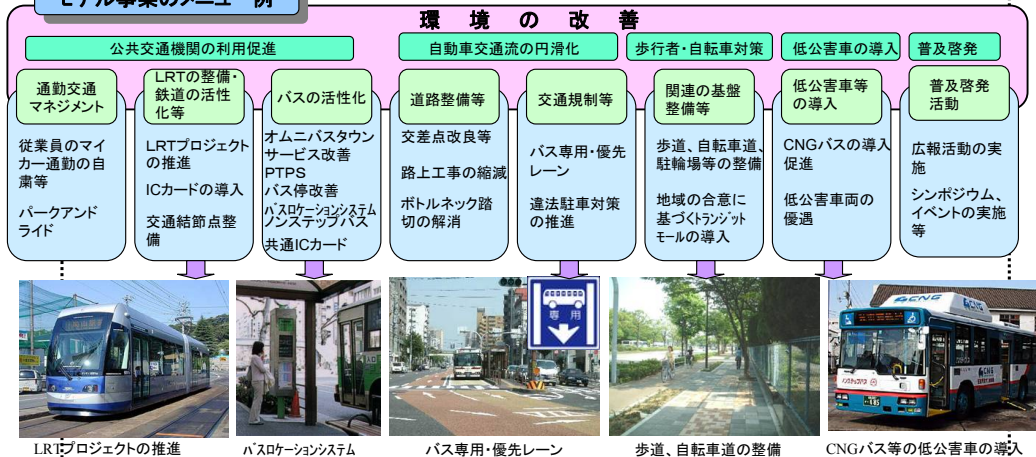 モデル事業のメニュー例
環境の改善
公共交通機関の利用促進
自動車交通流の円滑化
歩行者・自転車対策
低公害車の導入
普及啓発
通勤交通
マネジメント
従業員のマイ
カー通勤の自
粛等
パークアンド
ライド
LRTの整備・
鉄道の活性
化等
LRTプロジェクト
の推進
ICカードの導入
交通結節点整
備
バスの活性化
オムニバスタウン
サービス改善
PTPS
バス停改善
バスロケーションシステム
ノンステップバス
共通ICカード
道路整備等
交差点改良等
路上工事の縮減
ボトルネック踏
切の解消
交通規制等
バス専用・優先
レーン
違法駐車対策
の推進
関連の基盤
整備等
歩道、自転車道、
駐輪場等の整備
地域の合意に
基づくトランジット
モールの導入
低公害車等
の導入
CNGバスの導入
促進
低公害車両の
優遇
普及啓発
活動
広報活動の実
施
シンポジウム、
イベントの実施
等
専用
CNG
CNG
ノンステップバス
LRTプロジェクトの推進
バスロケーションシステム
バス専用・優先レーン
歩道、自転車道の整備
CNGバス等の低公害車の導入